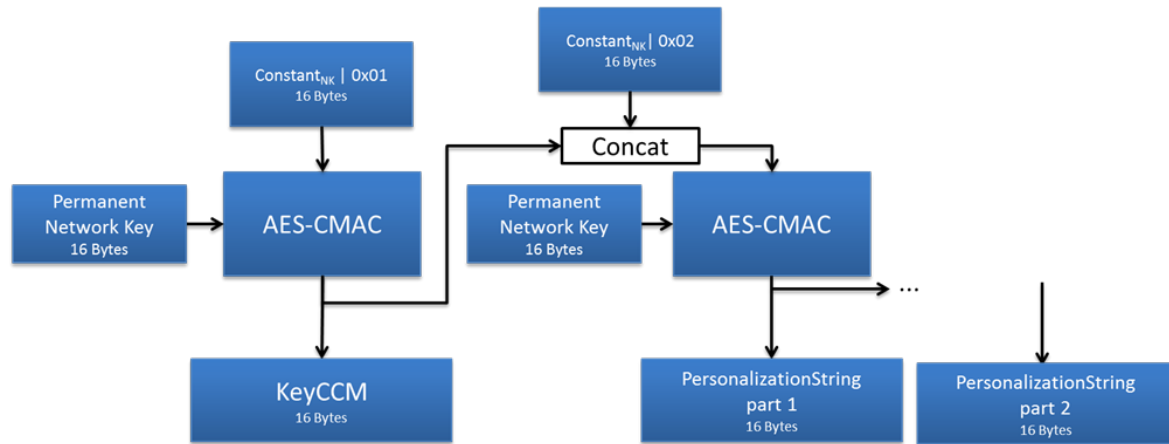 Constant_NK | 0x01
16 Bytes
Constant_NK| 0x02
16 Bytes
Concat
Permanent
Network Key
16 Bytes
AES-CMAC
Permanent
Network Key
16 Bytes
AES-CMAC
...
KeyCCM
16 Bytes
PersonalizationString
part 1
16 Bytes
PersonalizationString
part 2
16 Bytes